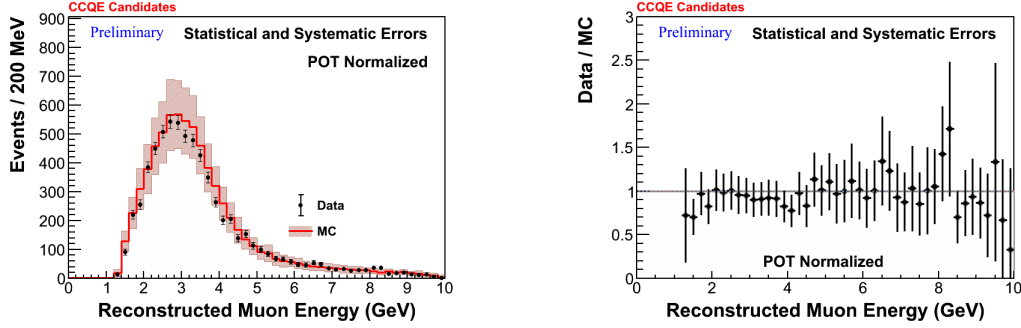 CCQE Candidates
Preliminary
Statistical and Systematic Errors
POT Normalized
Events / 200 MeV
900
800
700
600
500
400
300
200
100
0
Data
MC
0 1 2 3 4 5 6 7 8 9 10
Reconstructed Muon Energy (GeV)
CCQE Candidates
Preliminary
Statistical and Systematic Errors
Data / MC
3
2.5
2
1.5
1
0.5
0
POT Normalized
0 2 4 6 8 10
Reconstructed Muon Energy (GeV)